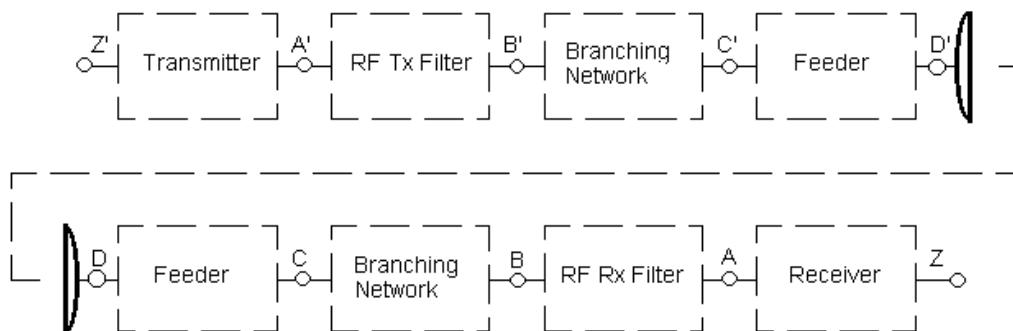 Z' Transmitter A' RF Tx Filter B' Branching Network C' Feeder D'
D Feeder C Branching Network B RF Rx Filter A Receiver Z